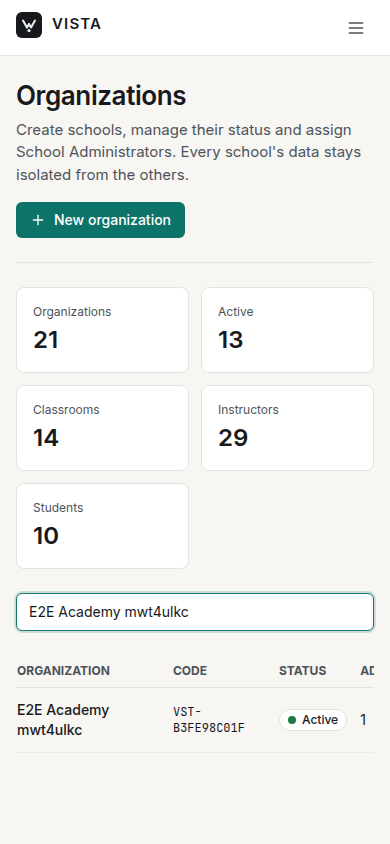 VISTA
Organizations
Create schools, manage their status and assign
School Administrators. Every school's data stays
isolated from the others.
+ New organization
Organizations
21
Active
13
Classrooms
14
Instructors
29
Students
10
E2E Academy mwt4ulkc
ORGANIZATION CODE STATUS AD
E2E Academy
mwt4ulkc
VST-
B3FE98C01F
Active
1